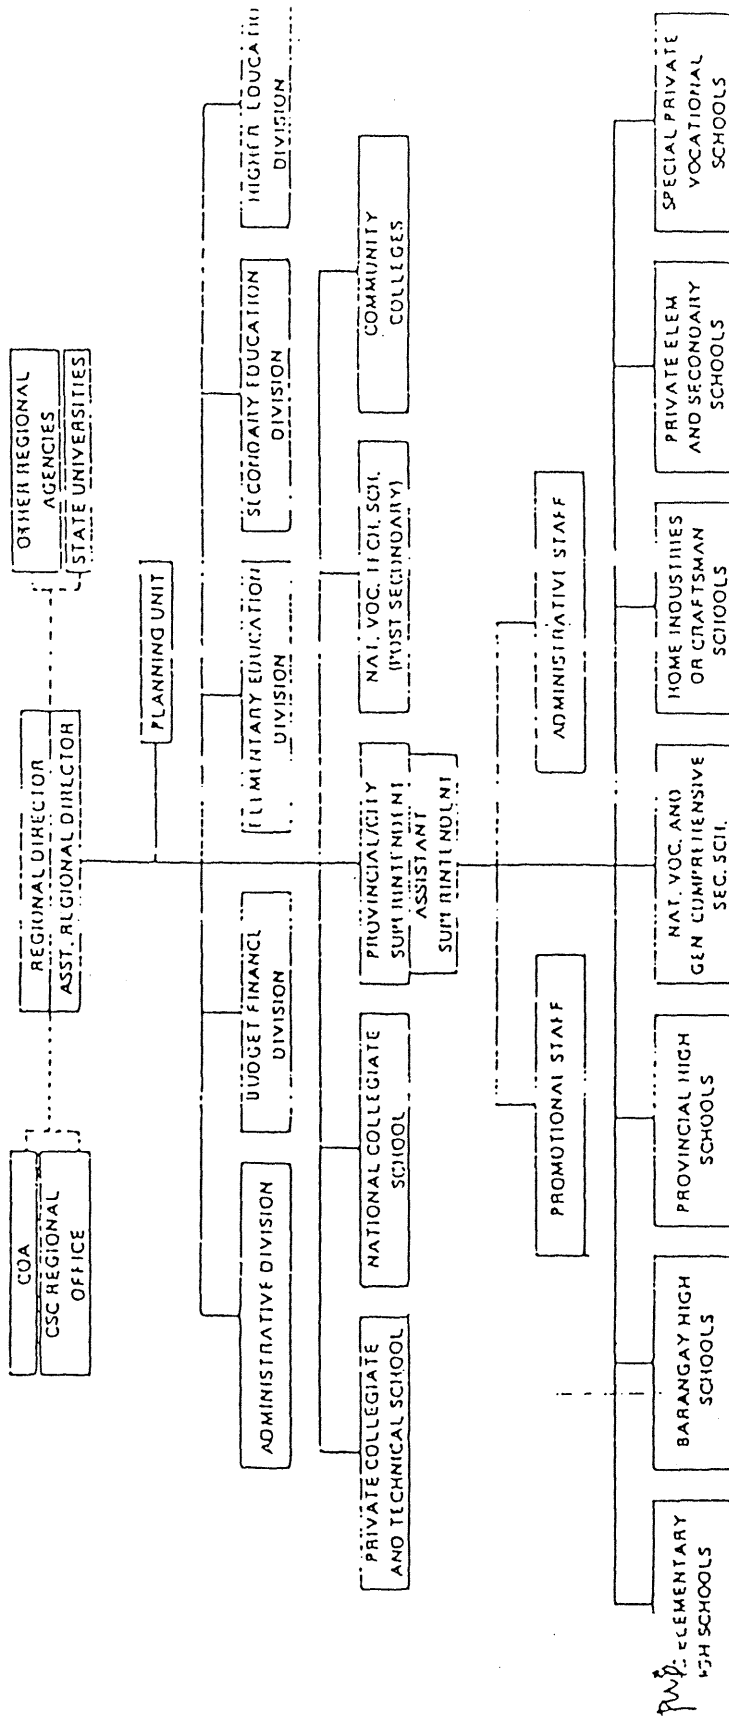 COA
CSC REGIONAL
OFFICE
REGIONAL DIRECTOR
ASST. REGIONAL DIRECTOR
OTHER REGIONAL
AGENCIES
STATE UNIVERSITIES
PLANNING UNIT
ADMINISTRATIVE DIVISION
BUDGET FINANCE
DIVISION
ELEMENTARY EDUCATION
DIVISION
SECONDARY EDUCATION
DIVISION
HIGHER EDUCATION
DIVISION
PRIVATE COLLEGIATE
AND TECHNICAL SCHOOL
NATIONAL COLLEGIATE
SCHOOL
PROVINCIAL/CITY
SUPERINTENDENT
ASSISTANT
SUPERINTENDENT
NAT. VOC. TECH. SCH.
(POST SECONDARY)
COMMUNITY
COLLEGES
PROMOTIONAL STAFF
ADMINISTRATIVE STAFF
ELEMENTARY
SCHOOLS
BARANGAY HIGH
SCHOOLS
PROVINCIAL HIGH
SCHOOLS
NAT. VOC. AND
GEN COMPREHENSIVE
SEC. SCH.
HOME INDUSTRIES
OR CRAFTSMAN
SCHOOLS
PRIVATE ELEM
AND SECONDARY
SCHOOLS
SPECIAL PRIVATE
VOCATIONAL
SCHOOLS